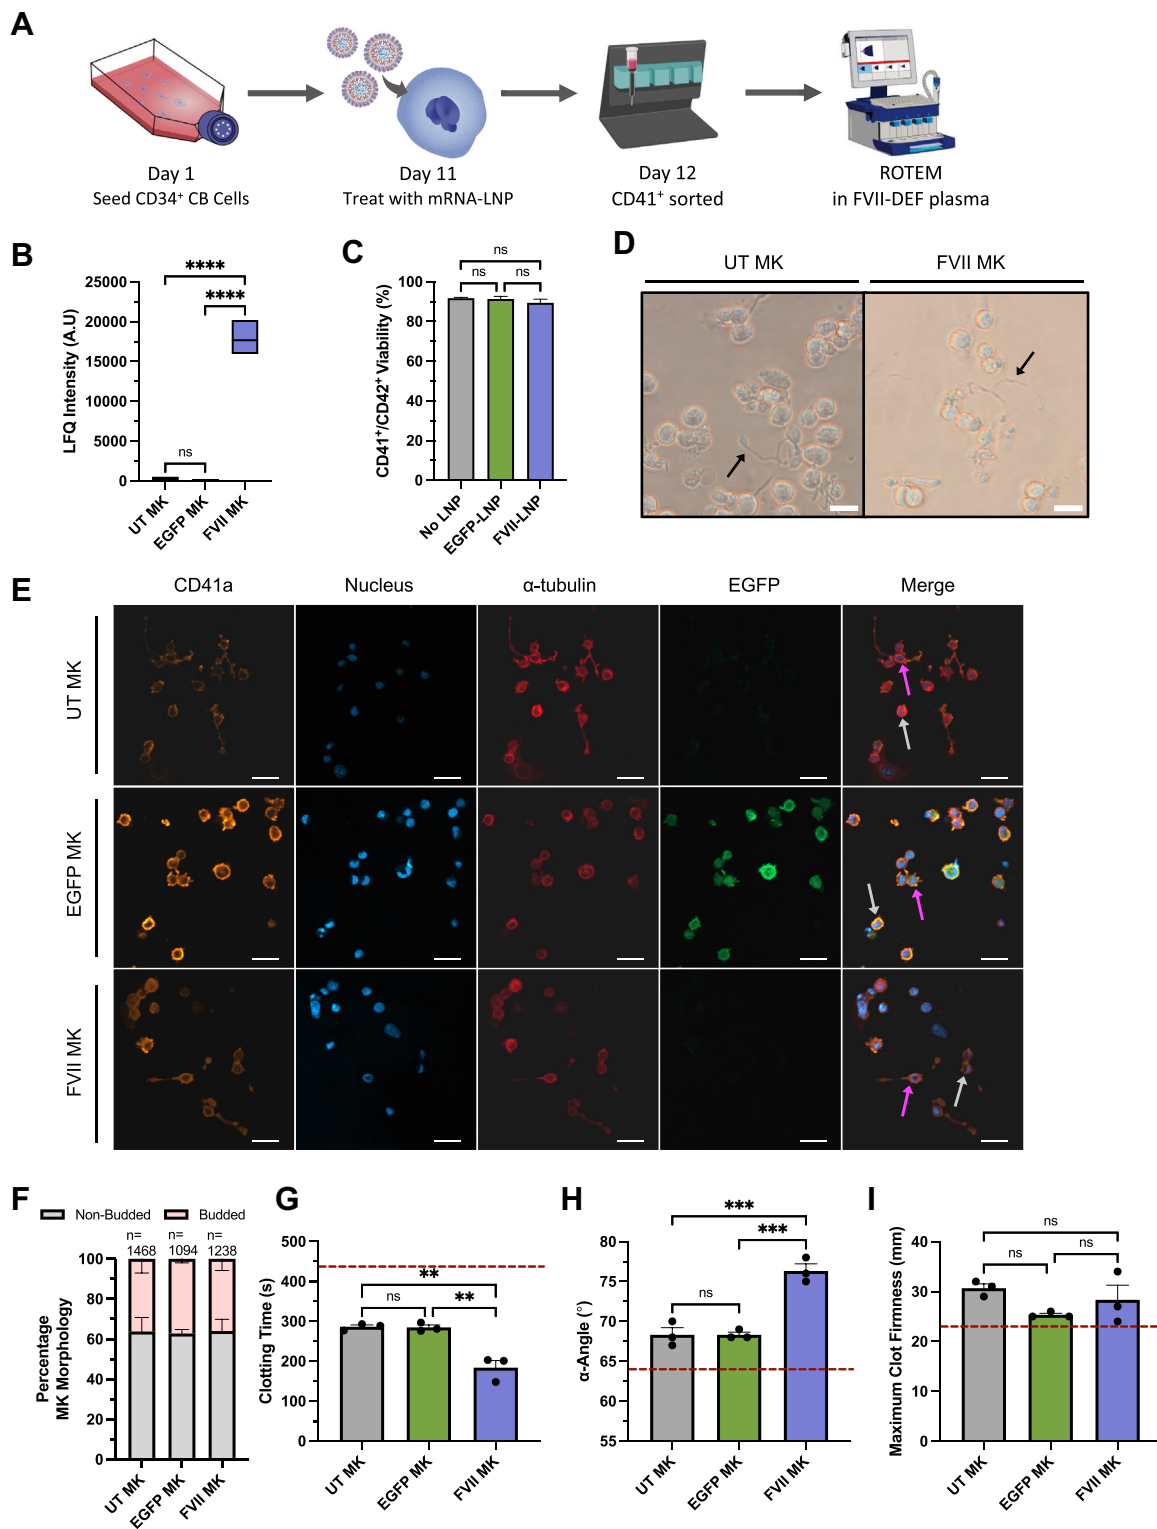 A
Day 1
Seed CD34⁺ CB Cells
Day 11
Treat with mRNA-LNP
Day 12
CD41⁺ sorted
ROTEM
in FVII-DEF plasma
B
LFQ Intensity (A.U)
25000
20000
15000
10000
5000
0
****
****
ns
UT MK
EGFP MK
FVII MK
C
CD41⁺/CD42⁺ Viability (%)
100
80
60
40
20
0
ns
ns
ns
No LNP
EGFP-LNP
FVII-LNP
D
UT MK
FVII MK
E
CD41a
Nucleus
α-tubulin
EGFP
Merge
UT MK
EGFP MK
FVII MK
F
Non-Budded
Budded
n=
1468
n=
1094
n=
1238
Percentage
MK Morphology
100
80
60
40
20
0
UT MK
EGFP MK
FVII MK
G
Clotting Time (s)
500
400
300
200
100
0
**
ns
**
UT MK
EGFP MK
FVII MK
H
α-Angle (°)
80
75
70
65
60
55
***
***
ns
UT MK
EGFP MK
FVII MK
I
Maximum Clot Firmness (mm)
40
30
20
10
0
ns
ns
ns
UT MK
EGFP MK
FVII MK